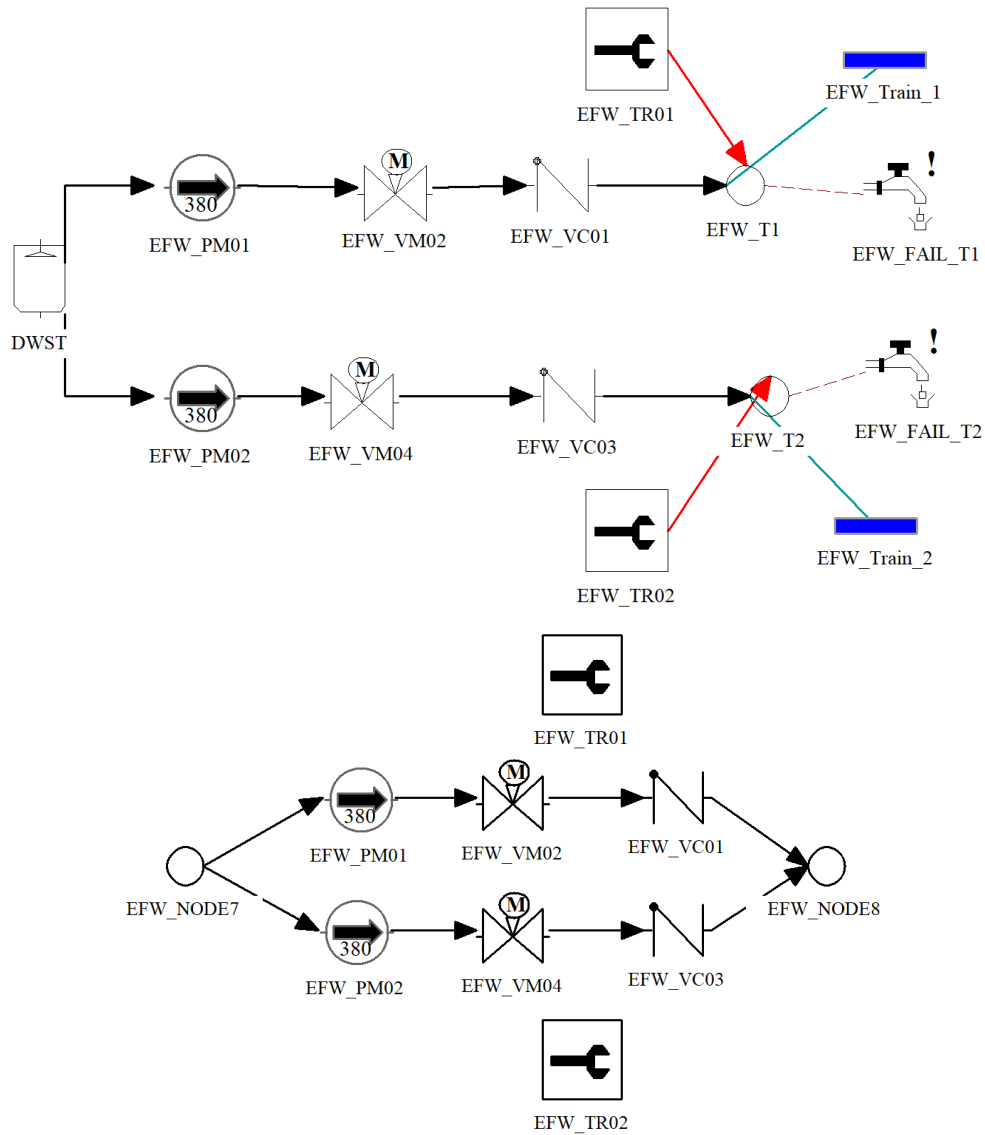 EFW_TR01
EFW_Train_1
M
!
380
EFW_PM01
EFW_VM02
EFW_VC01
EFW_T1
EFW_FAIL_T1
DWST
M
!
380
EFW_PM02
EFW_VM04
EFW_VC03
EFW_T2
EFW_FAIL_T2
EFW_TR02
EFW_Train_2
EFW_TR01
M
380
EFW_PM01
EFW_VM02
EFW_VC01
EFW_NODE7
EFW_NODE8
M
380
EFW_PM02
EFW_VM04
EFW_VC03
EFW_TR02